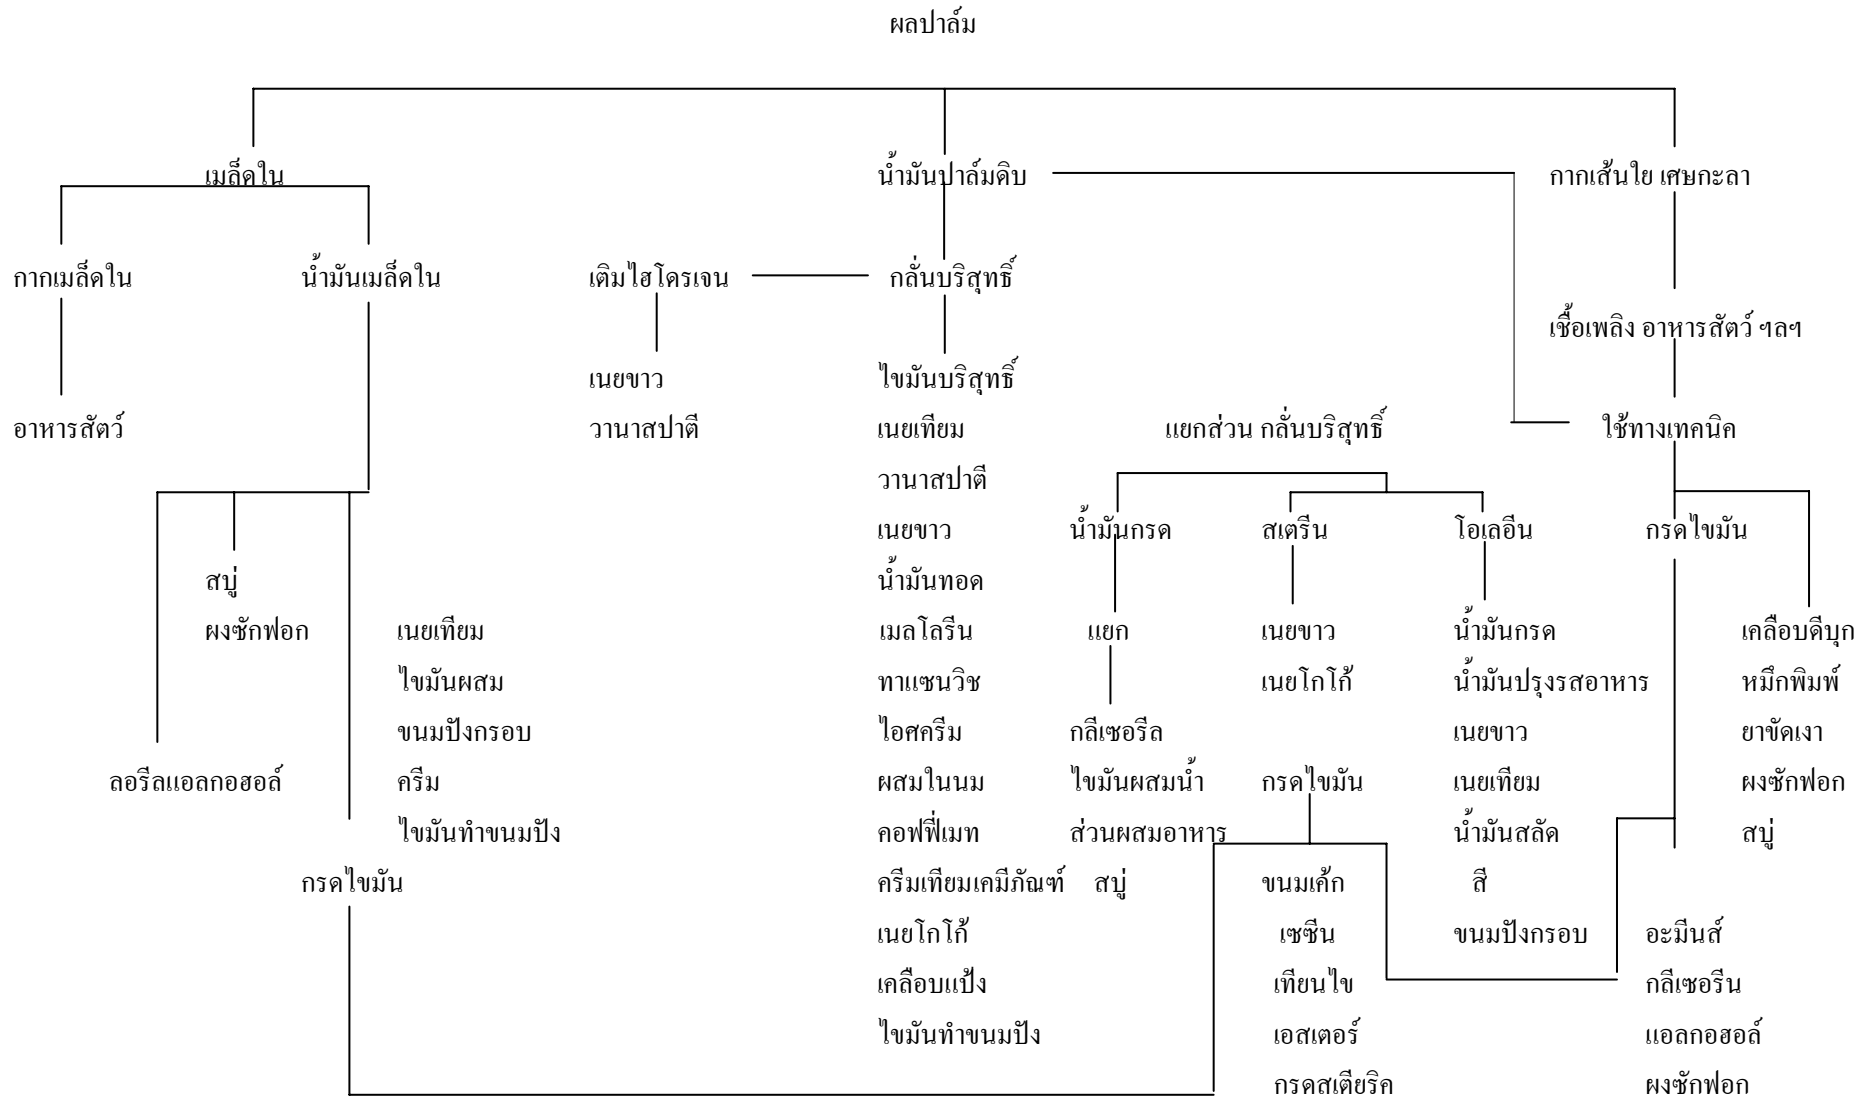 ผลปาล์ม
เมล็ดใน น้ำมันปาล์มดิบ กากเส้นใย เศษกะลา
กากเมล็ดใน น้ำมันเมล็ดใน เติมไฮโดรเจน กลั่นบริสุทธิ์
เชื้อเพลิง อาหารสัตว์ ฯลฯ
เนยขาว ไขมันบริสุทธิ์
อาหารสัตว์ วานาสปาตี เนยเทียม แยกส่วน กลั่นบริสุทธิ์ ใช้ทางเทคนิค
วานาสปาตี
เนยขาว น้ำมันกรด สเตรีน โอเลอีน กรดไขมัน
สบู่ น้ำมันทอด
ผงซักฟอก เนยเทียม เมลโลรีน แยก เนยขาว น้ำมันกรด เคลือบดีบุก
ไขมันผสม ทาแซนวิช เนยโกโก้ น้ำมันปรุงรสอาหาร หมึกพิมพ์
ขนมปังกรอบ ไอศครีม กลีเซอรีล เนยขาว ยาขัดเงา
ลอรีลแอลกอฮอล์ ครีม ผสมในนม ไขมันผสมน้ำ กรดไขมัน เนยเทียม ผงซักฟอก
ไขมันทำขนมปัง คอฟฟี่เมท ส่วนผสมอาหาร น้ำมันสลัด สบู่
กรดไขมัน ครีมเทียมเคมีภัณฑ์ สบู่ ขนมเค้ก สี
เนยโกโก้ เซซีน ขนมปังกรอบ อะมีนส์
เคลือบแป้ง เทียนไข กลีเซอรีน
ไขมันทำขนมปัง เอสเตอร์ แอลกอฮอล์
กรดสเตียริค ผงซักฟอก